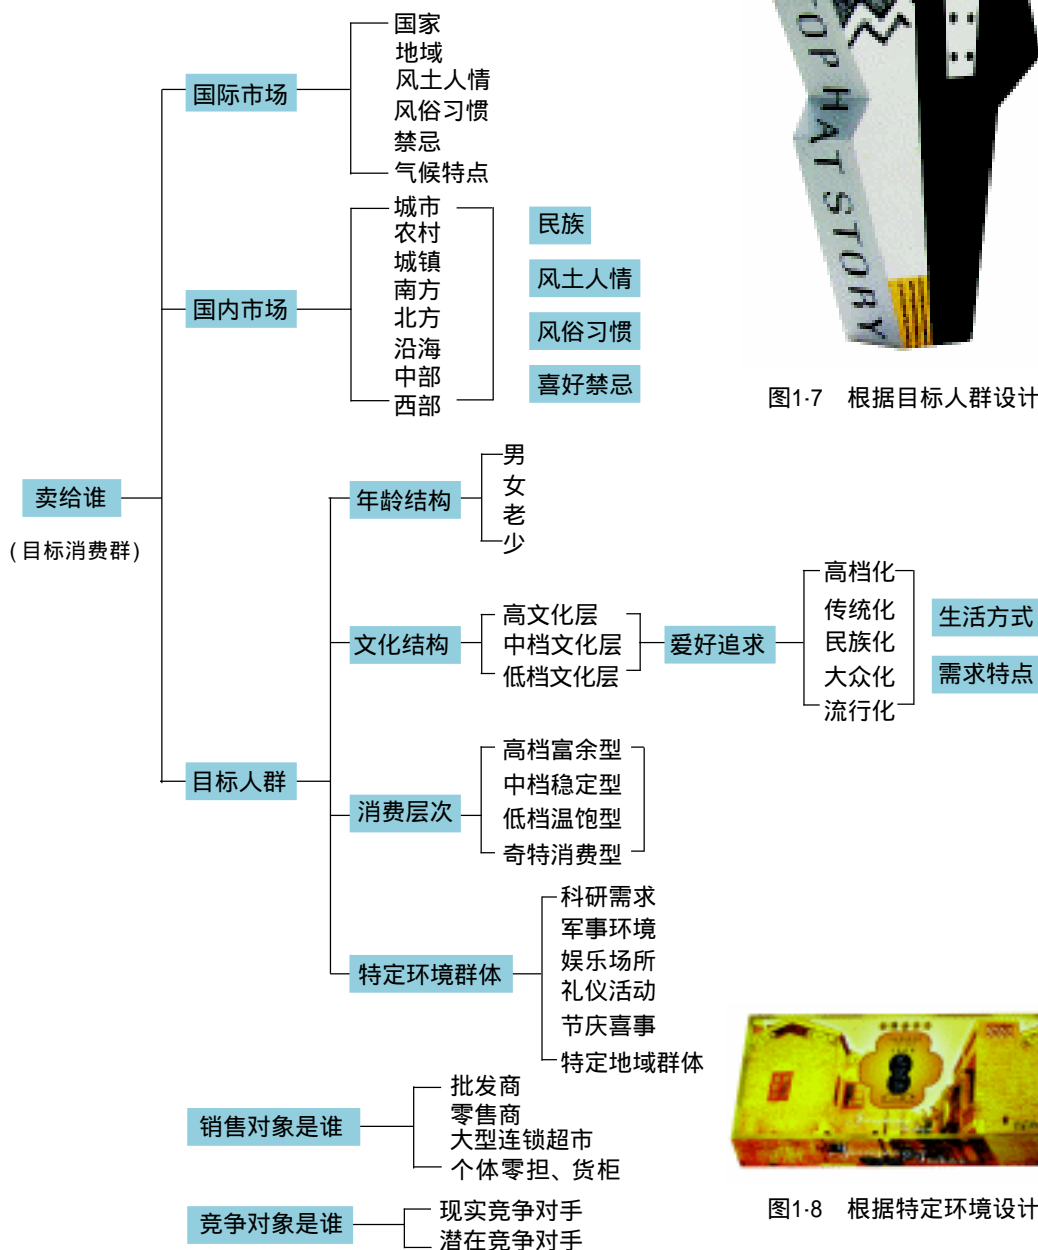 国家
地域
风土人情
国际市场
风俗习惯
禁忌
气候特点
城市
农村
城镇
南方
国内市场
北方
沿海
中部
西部
民族
风土人情
风俗习惯
喜好禁忌
TOP HAT STORY
图1·7 根据目标人群设计
卖给谁
(目标消费群)
年龄结构
男
女
老
少
文化结构
高文化层
中档文化层
低档文化层
爱好追求
高档化
传统化
民族化
大众化
流行化
生活方式
需求特点
目标人群
消费层次
高档富余型
中档稳定型
低档温饱型
奇特消费型
特定环境群体
科研需求
军事环境
娱乐场所
礼仪活动
节庆喜事
特定地域群体
销售对象是谁
批发商
零售商
大型连锁超市
个体零担、货柜
竞争对象是谁
现实竞争对手
潜在竞争对手
图1·8 根据特定环境设计